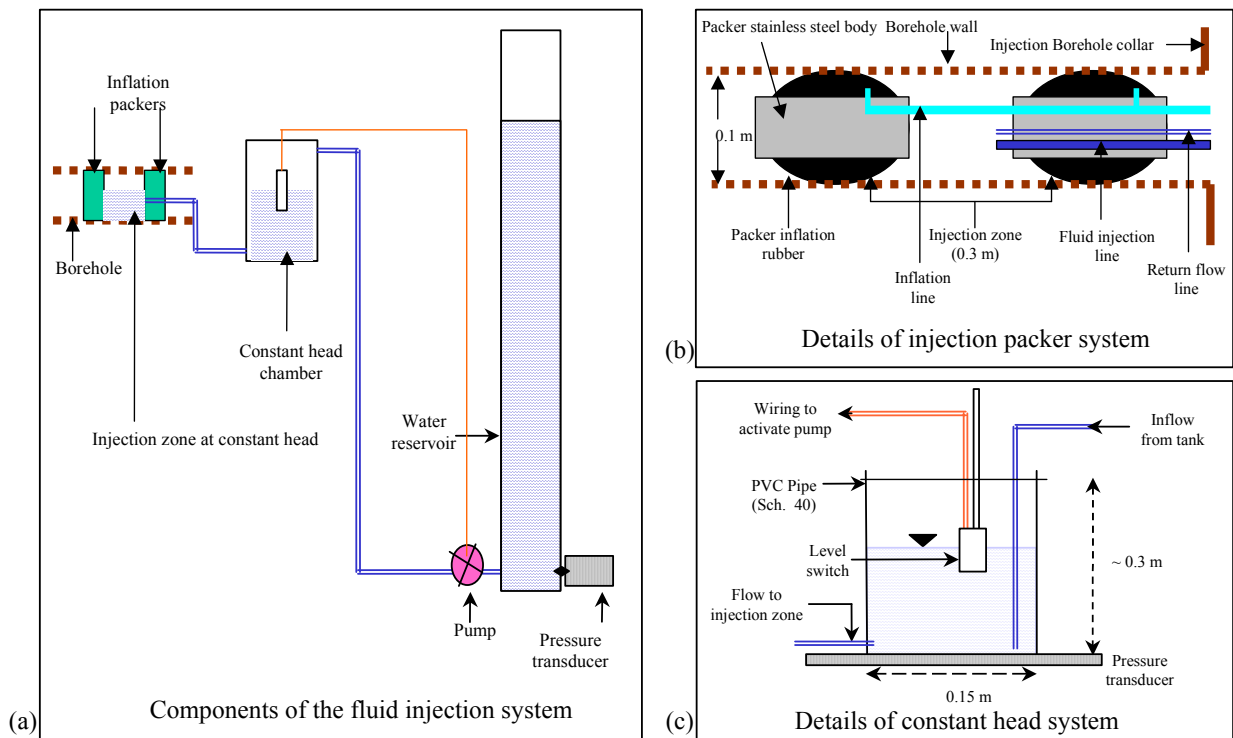 Inflation
packers
Borehole
Constant head
chamber
Injection zone at constant head
Water
reservoir
Pump
Pressure
transducer
(a)
Components of the fluid injection system
Packer stainless steel body
Borehole wall
Injection Borehole collar
0.1 m
Packer inflation
rubber
Inflation
line
Injection zone
(0.3 m)
Fluid injection
line
Return flow
line
(b)
Details of injection packer system
Wiring to
activate pump
Inflow
from tank
PVC Pipe
(Sch. 40)
Level
switch
~ 0.3 m
Flow to
injection zone
Pressure
transducer
0.15 m
(c)
Details of constant head system